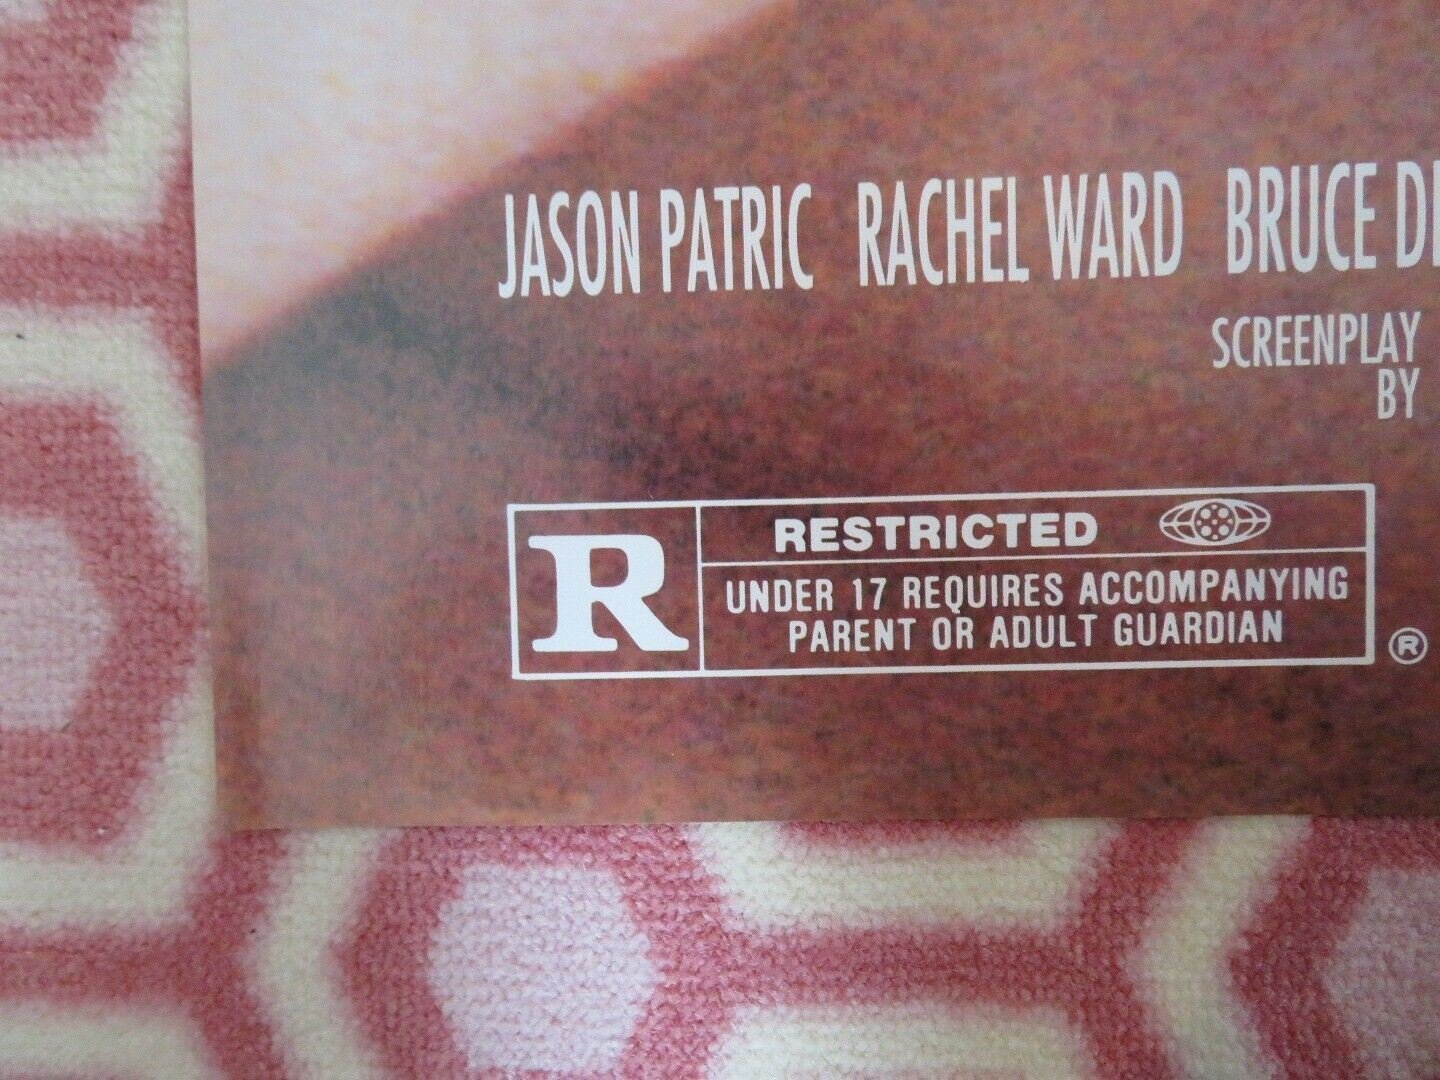 JASON PATRIC RACHEL WARD BRUCE
SCREENPLAY
BY
R
RESTRICTED
UNDER 17 REQUIRES ACCOMPANYING
PARENT OR ADULT GUARDIAN
®